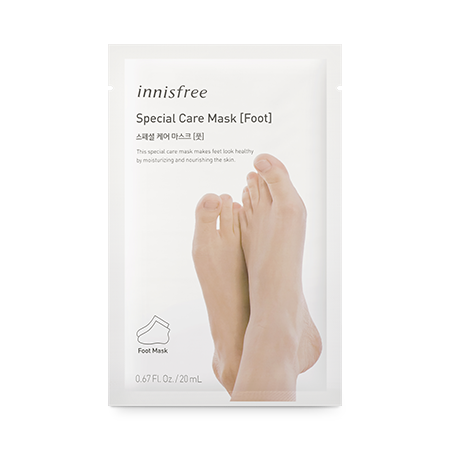 innisfree
Special Care Mask [Foot]
스페셜 케어 마스크 [풋]
This special care mask makes feet look healthy
by moisturizing and nourishing the skin.
Foot Mask
0.67 Fl. Oz. / 20 mL